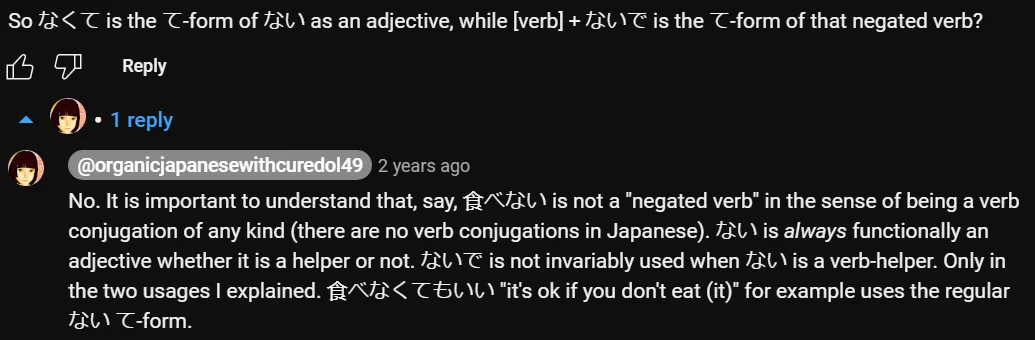 So なくて is the て-form of ない as an adjective, while [verb] + ないで is the て-form of that negated verb?
Reply
1 reply
@organicjapanesewithcuredol49 2 years ago
No. It is important to understand that, say, 食べない is not a "negated verb" in the sense of being a verb
conjugation of any kind (there are no verb conjugations in Japanese). ない is always functionally an
adjective whether it is a helper or not. ないで is not invariably used when ない is a verb-helper. Only in
the two usages I explained. 食べなくてもいい "it's ok if you don't eat (it)" for example uses the regular
ない て-form.